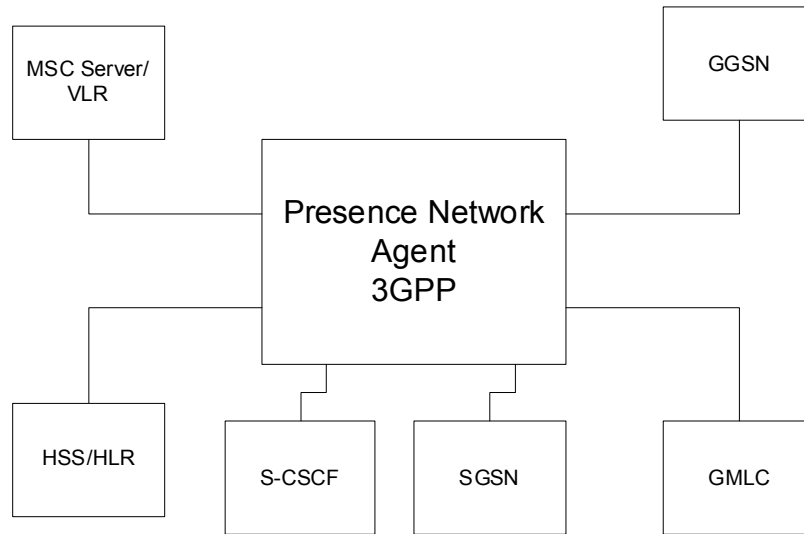 MSC Server/
VLR
GGSN
Presence Network
Agent
3GPP
HSS/HLR
S-CSCF
SGSN
GMLC